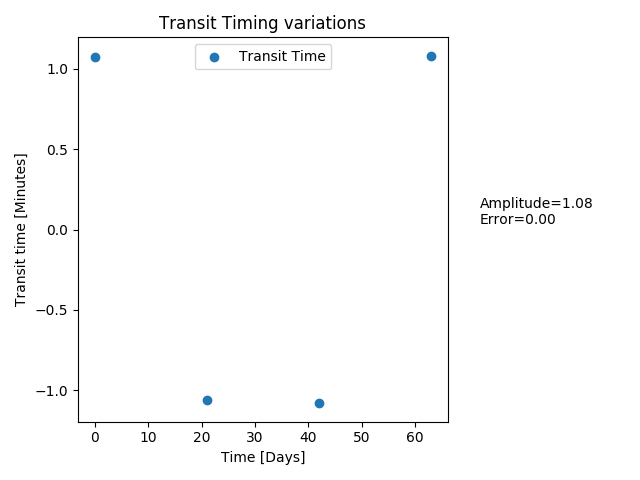 Transit Timing variations
Transit Time
1.0
0.5
0.0
−0.5
−1.0
Transit time [Minutes]
0 10 20 30 40 50 60
Time [Days]
Amplitude=1.08
Error=0.00